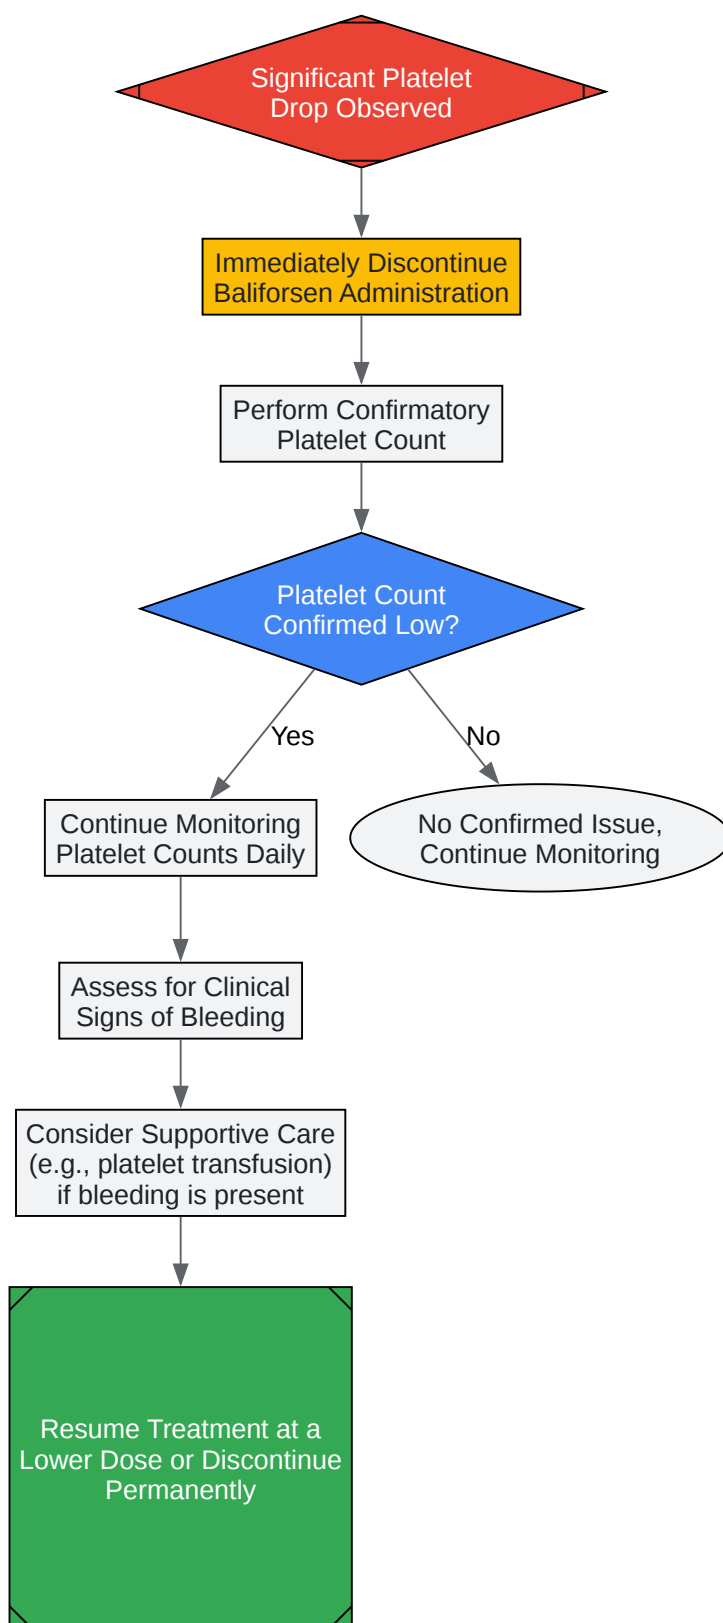 Significant Platelet
Drop Observed
Immediately Discontinue
Baliforsen Administration
Perform Confirmatory
Platelet Count
Platelet Count
Confirmed Low?
Yes
No
Continue Monitoring
Platelet Counts Daily
No Confirmed Issue,
Continue Monitoring
Assess for Clinical
Signs of Bleeding
Consider Supportive Care
(e.g., platelet transfusion)
if bleeding is present
Resume Treatment at a
Lower Dose or Discontinue
Permanently